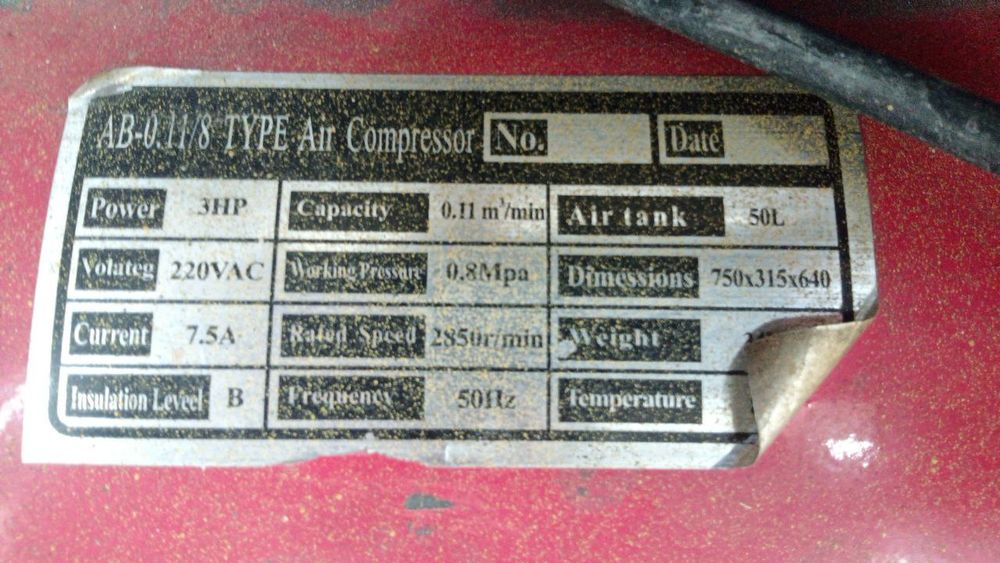 AB-0.11/8 TYPE Air Compressor No. Date
Power 3HP Capacity 0.11 m³/min Air tank 50L
Volateg 220VAC Working Pressure 0.8Mpa Dimessions 750x315x640
Current 7.5A Rated Speed 2850r/min Weight
Insulation Leveel B Frequency 50Hz Temperature